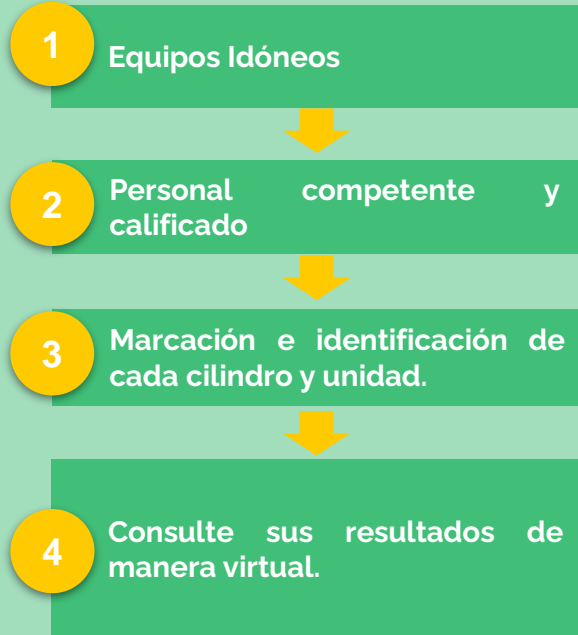 1
Equipos Idóneos
2
Personal competente y
calificado
3
Marcación e identificación de
cada cilindro y unidad.
4
Consulte sus resultados de
manera virtual.